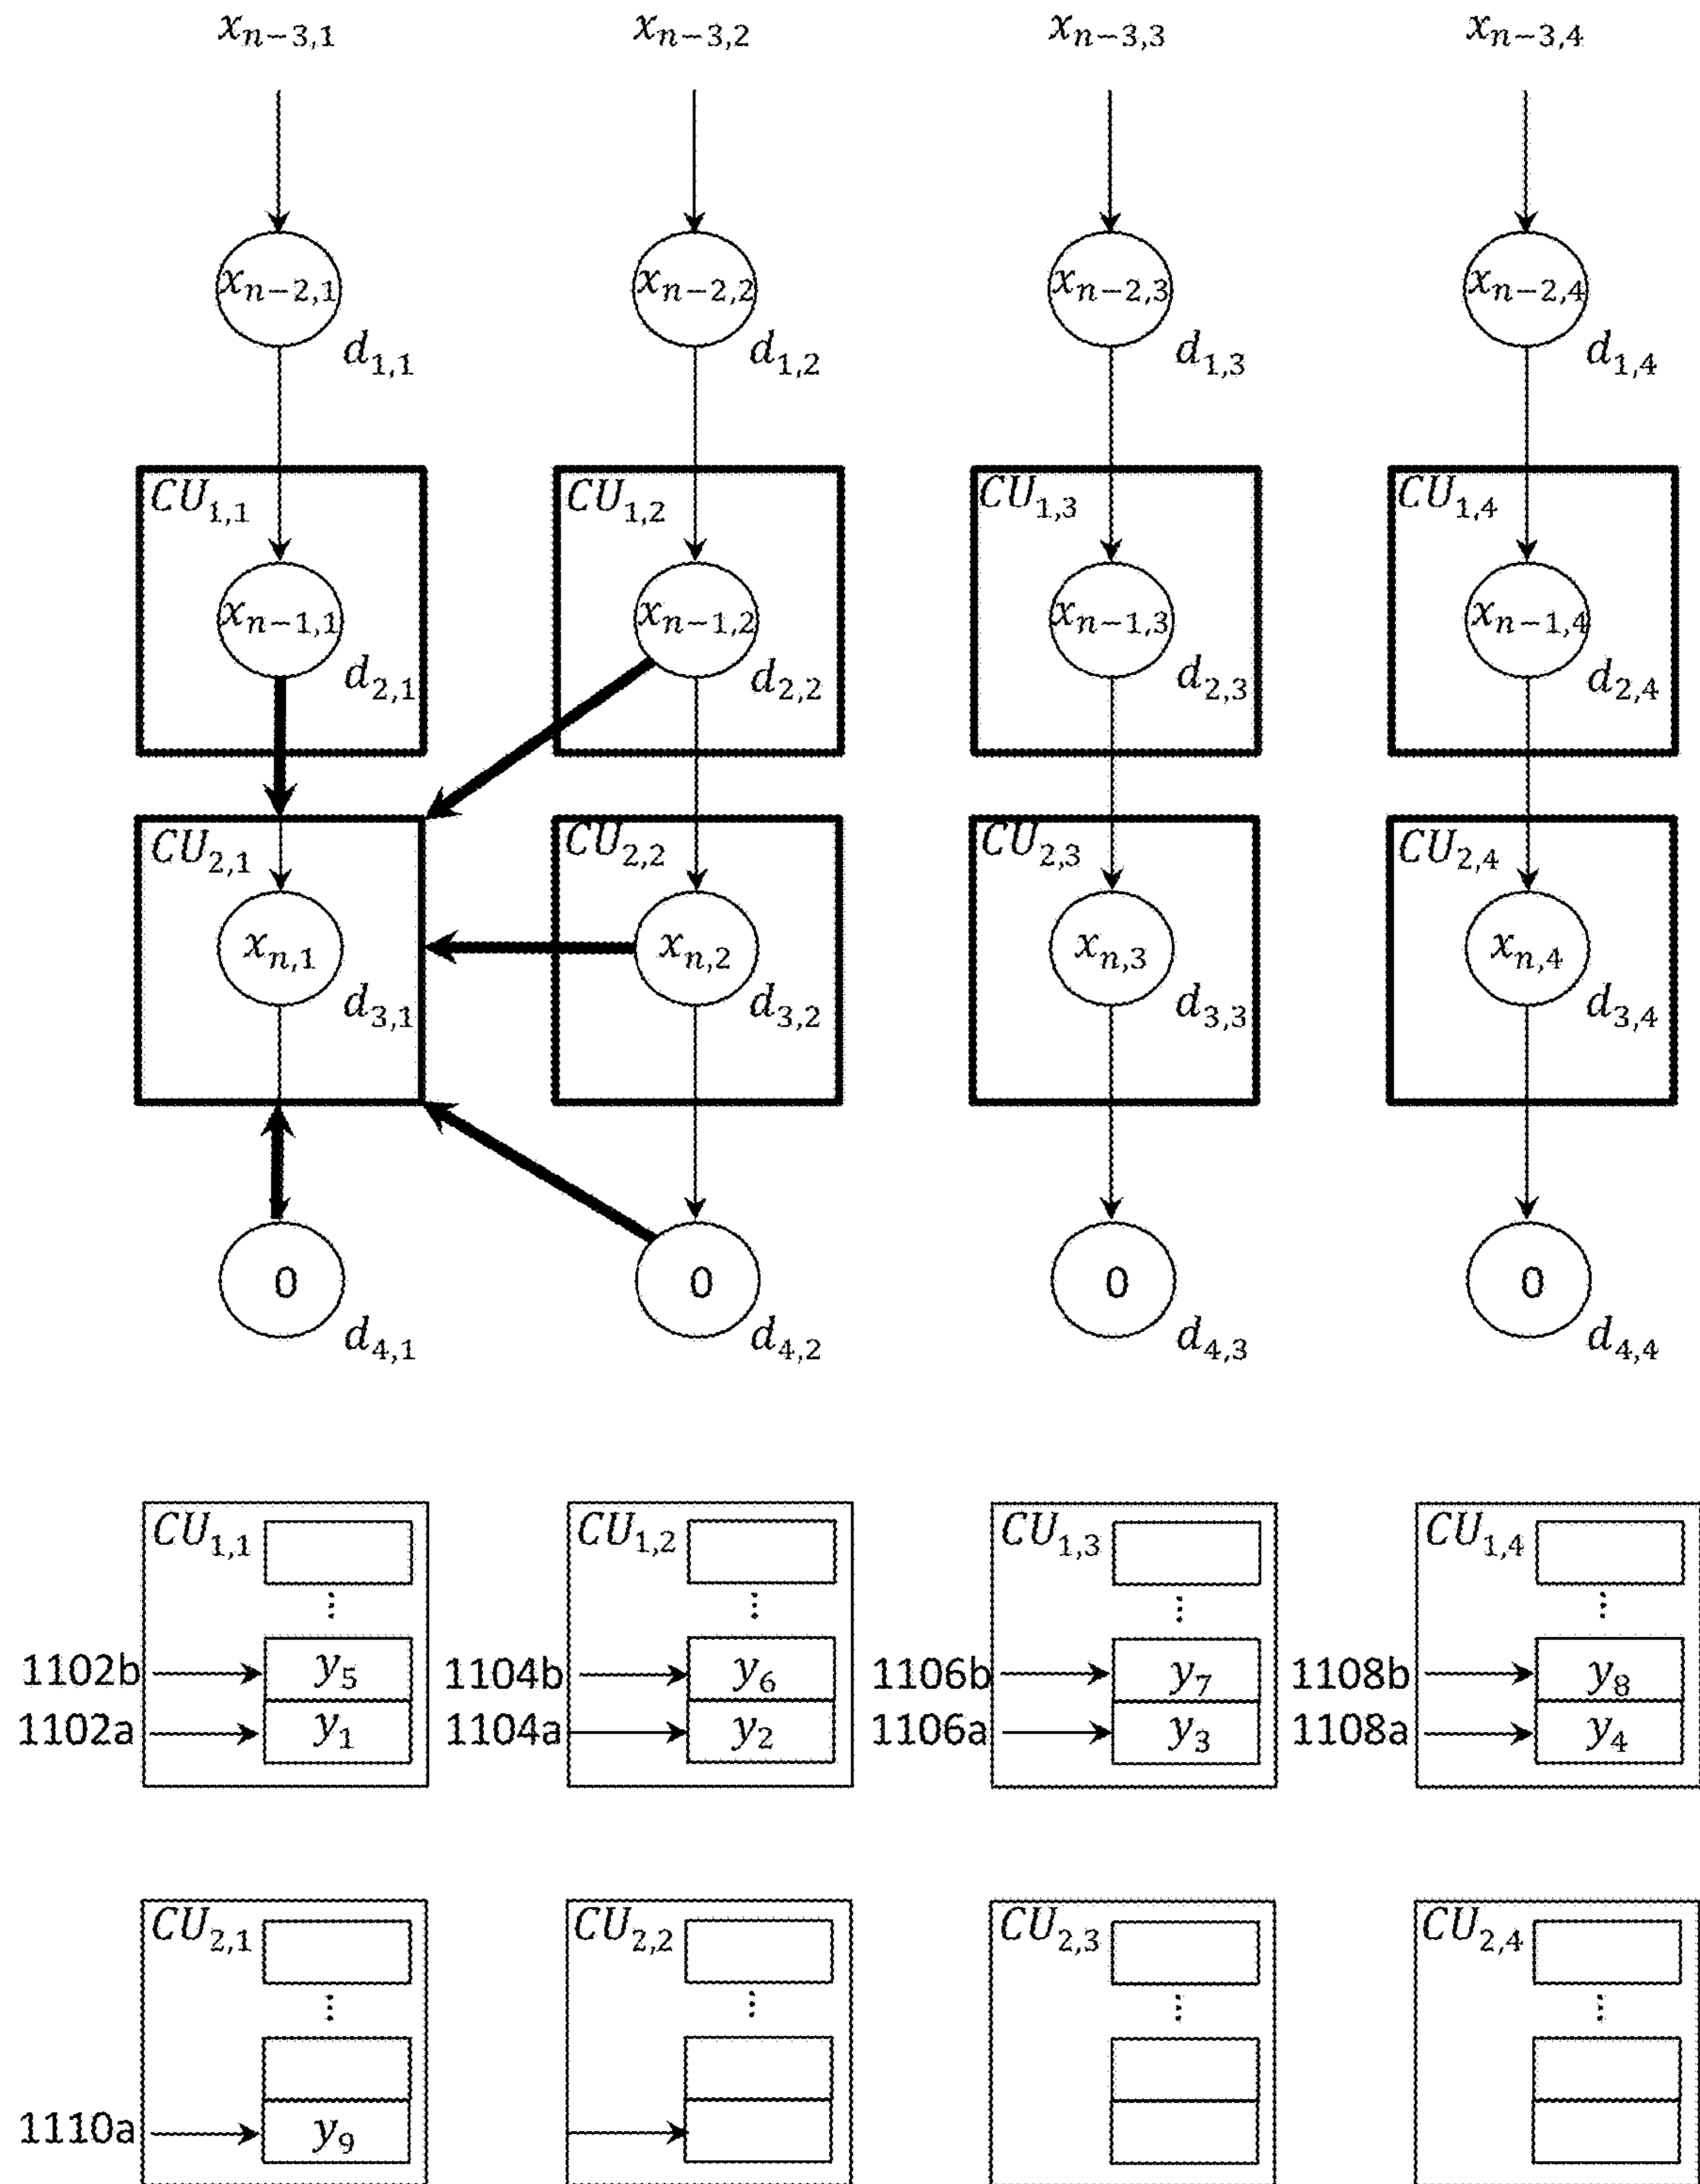 x_{n-3,1} x_{n-3,2} x_{n-3,3} x_{n-3,4}
x_{n-2,1} x_{n-2,2} x_{n-2,3} x_{n-2,4}
d_{1,1} d_{1,2} d_{1,3} d_{1,4}
CU_{1,1} CU_{1,2} CU_{1,3} CU_{1,4}
x_{n-1,1} x_{n-1,2} x_{n-1,3} x_{n-1,4}
d_{2,1} d_{2,2} d_{2,3} d_{2,4}
CU_{2,1} CU_{2,2} CU_{2,3} CU_{2,4}
x_{n,1} x_{n,2} x_{n,3} x_{n,4}
d_{3,1} d_{3,2} d_{3,3} d_{3,4}
0 0 0 0
d_{4,1} d_{4,2} d_{4,3} d_{4,4}
CU_{1,1} CU_{1,2} CU_{1,3} CU_{1,4}
⋮ ⋮ ⋮ ⋮
1102b y_5 1104b y_6 1106b y_7 1108b y_8
1102a y_1 1104a y_2 1106a y_3 1108a y_4
CU_{2,1} CU_{2,2} CU_{2,3} CU_{2,4}
⋮ ⋮ ⋮ ⋮
1110a y_9